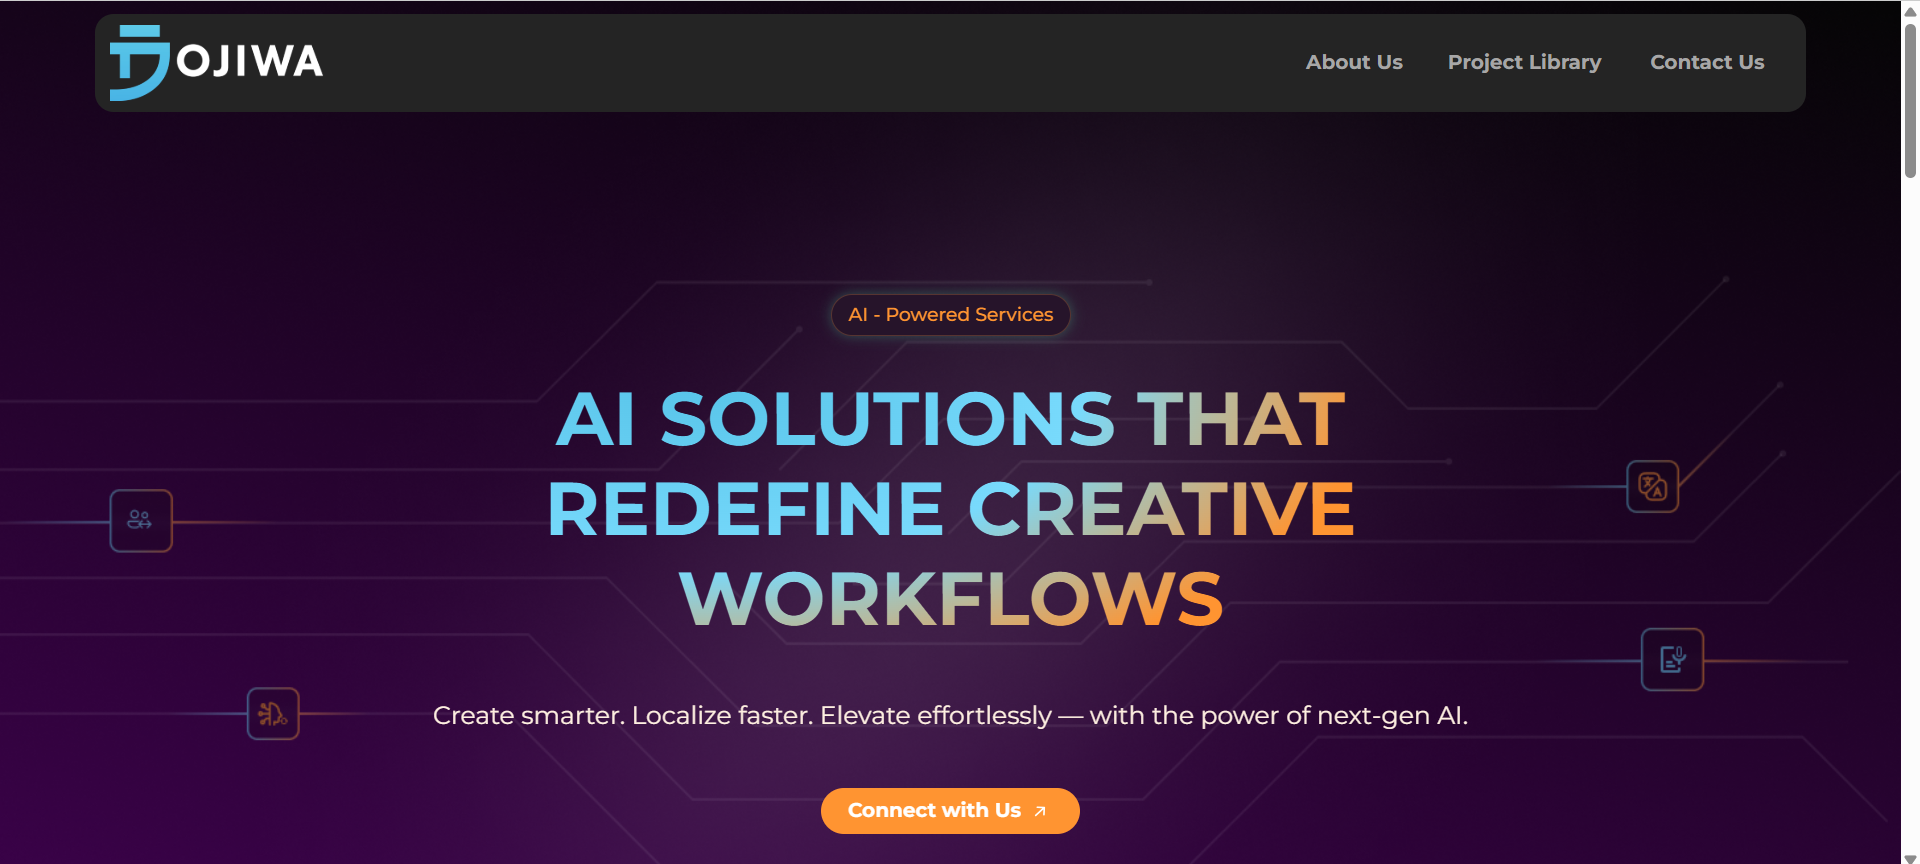 DOJIWA
About Us
Project Library
Contact Us
AI - Powered Services
AI SOLUTIONS THAT
REDEFINE CREATIVE
WORKFLOWS
Create smarter. Localize faster. Elevate effortlessly — with the power of next-gen AI.
Connect with Us